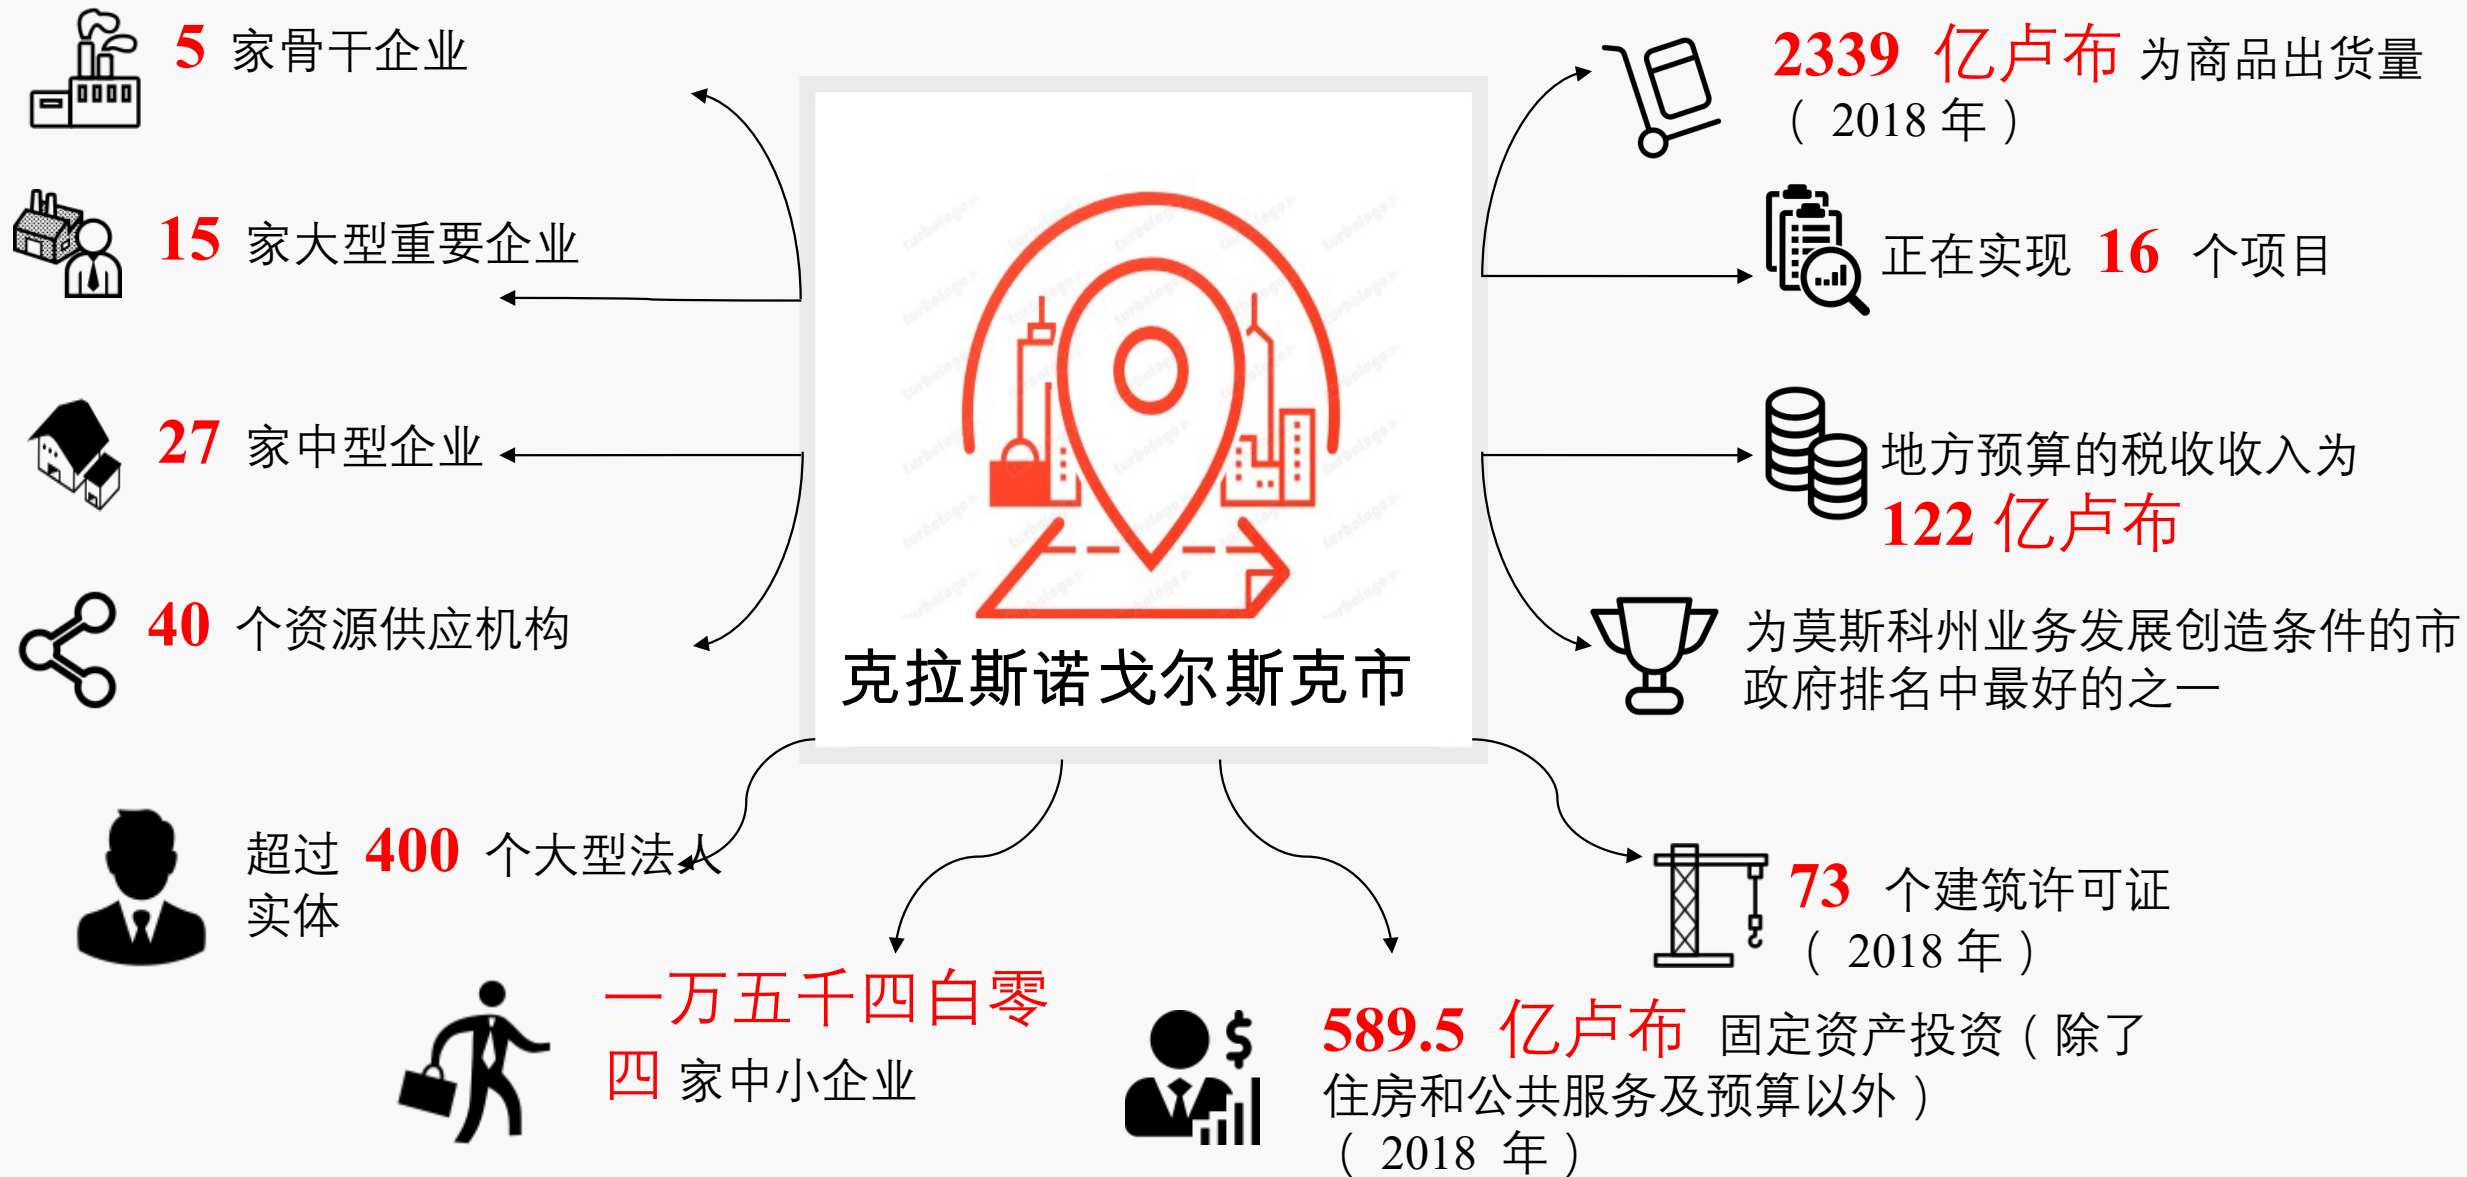 5 家骨干企业
15 家大型重要企业
27 家中型企业
40 个资源供应机构
超过 400 个大型法人
实体
一万五千四白零
四 家中小企业
克拉斯诺戈尔斯克市
2339 亿卢布 为商品出货量
( 2018 年 )
正在实现 16 个项目
地方预算的税收收入为
122 亿卢布
为莫斯科州业务发展创造条件的市
政府排名中最好的之一
73 个建筑许可证
( 2018 年 )
589.5 亿卢布 固定资产投资 ( 除了
住房和公共服务及预算以外 )
( 2018 年 )
turbologo